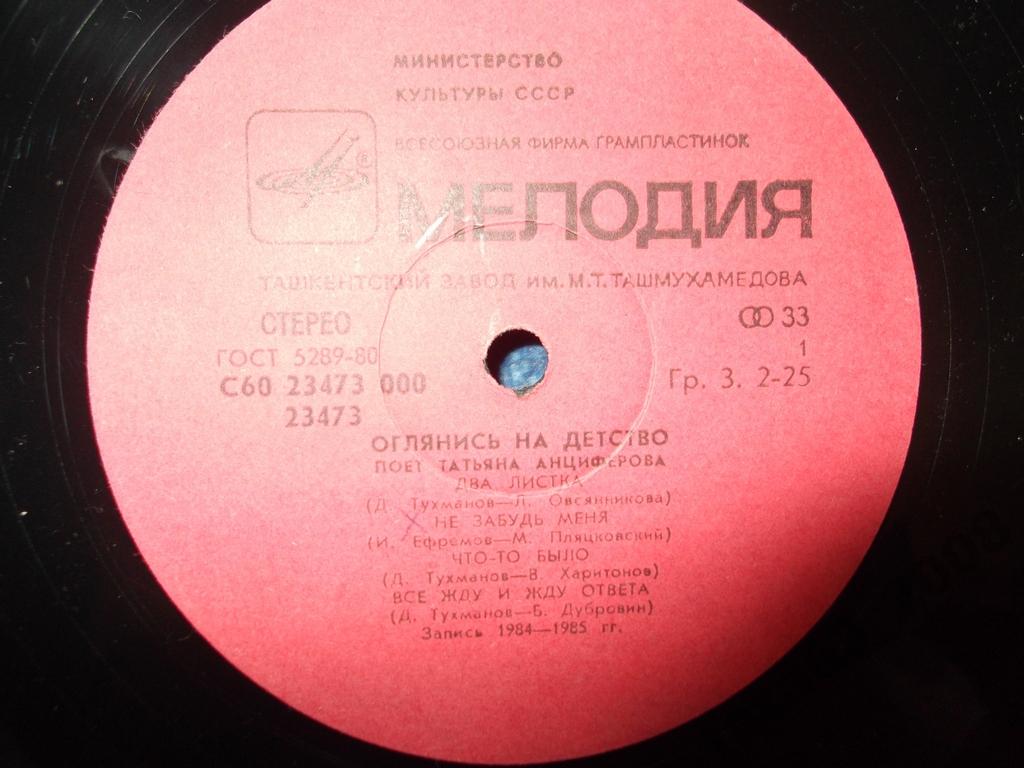 МИНИСТЕРСТВО
КУЛЬТУРЫ СССР
ВСЕСОЮЗНАЯ ФИРМА ГРАМПЛАСТИНОК
®
МЕЛОДИЯ
ТАШКЕНТСКИЙ ЗАВОД ИМ. М. Т. ТАШМУХАМЕДОВА
СТЕРЕО
33
ГОСТ 5289-80
1
С60 23473 000
Гр. 3. 2-25
23473
ОГЛЯНИСЬ НА ДЕТСТВО
ПОЕТ ТАТЬЯНА АНЦИФЕРОВА
ДВА ЛИСТКА
(Д. Тухманов—Л. Овсянникова)
НЕ ЗАБУДЬ МЕНЯ
(И. Ефремов—М. Пляцковский)
ЧТО-ТО БЫЛО
(Д. Тухманов—В. Харитонов)
ВСЕ ЖДУ И ЖДУ ОТВЕТА
(Д. Тухманов—Б. Дубровин)
Запись 1984—1985 гг.